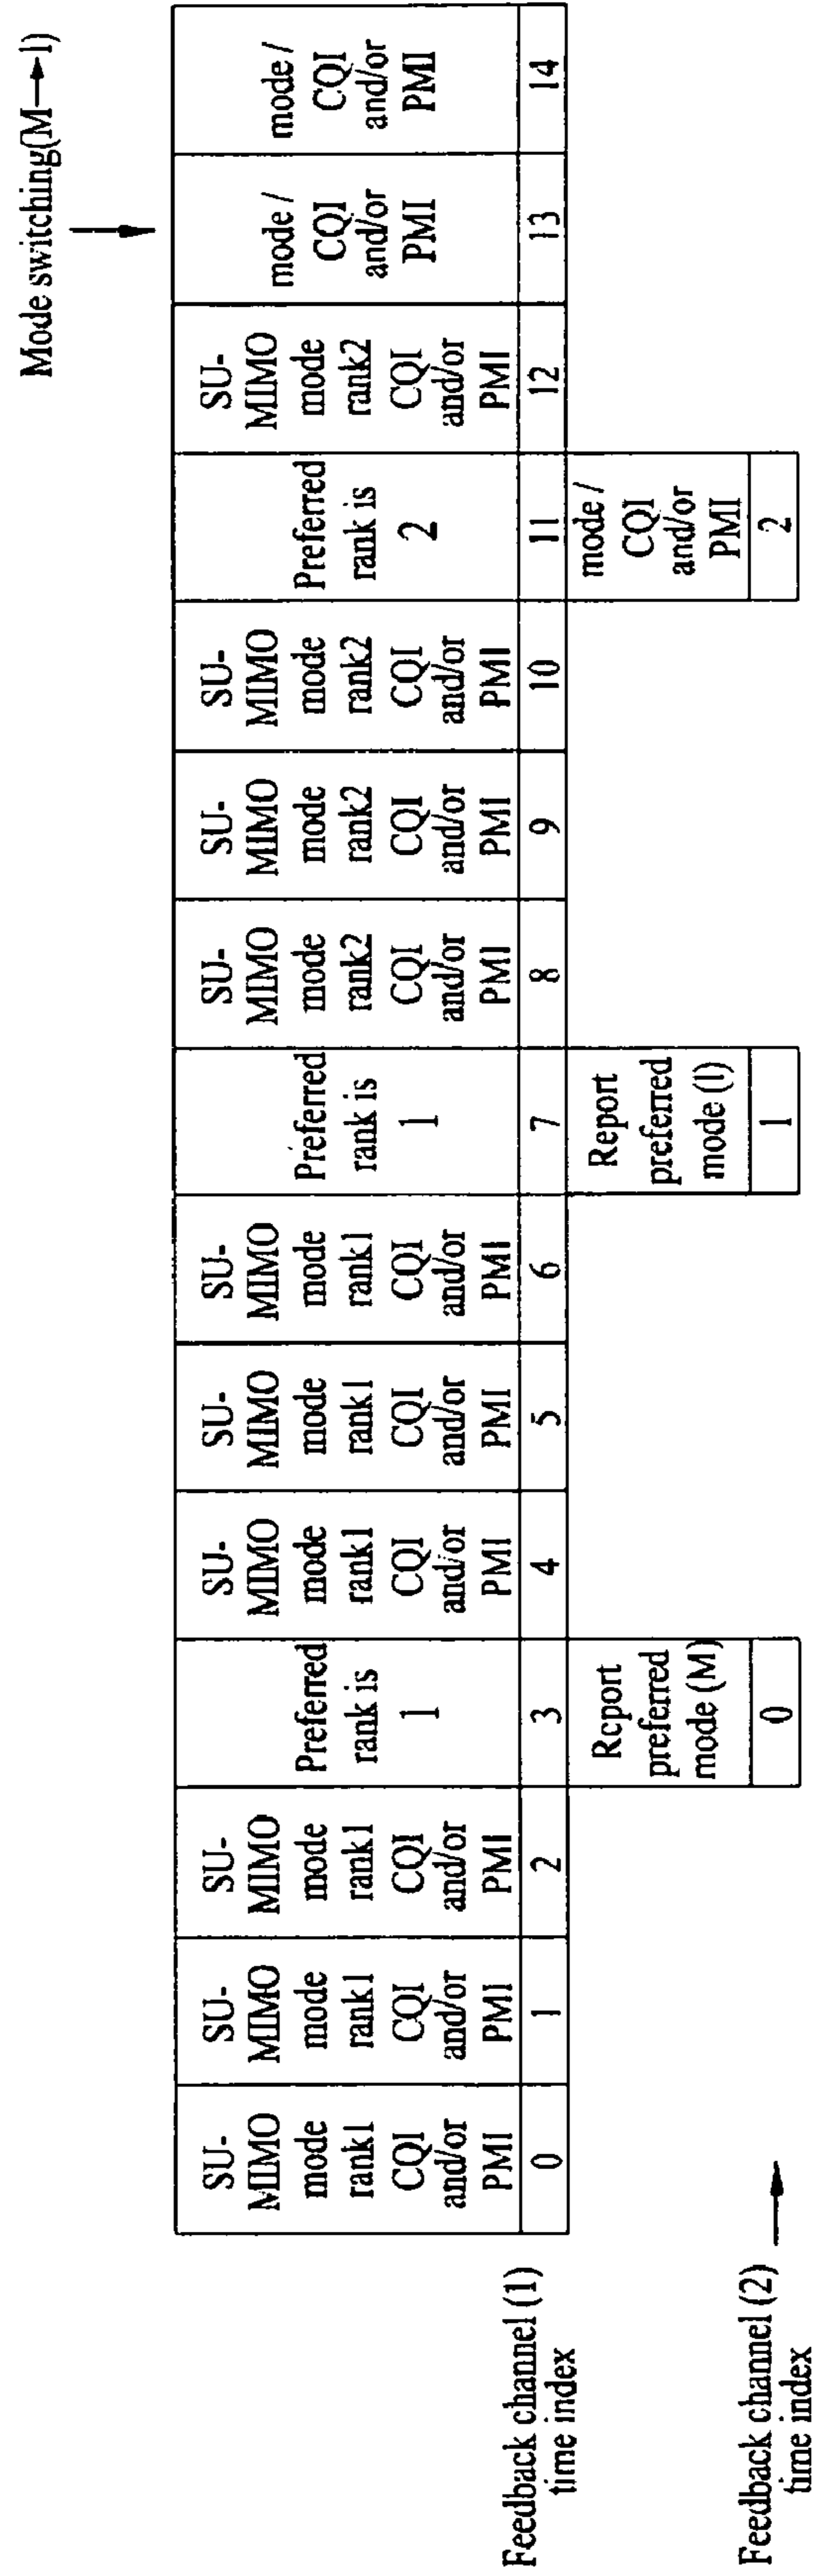 Mode switching(M→l)
SU-
MIMO
mode
rank1
CQI
and/or
PMI
SU-
MIMO
mode
rank1
CQI
and/or
PMI
SU-
MIMO
mode
rank1
CQI
and/or
PMI
Preferred
rank is
1
SU-
MIMO
mode
rank1
CQI
and/or
PMI
SU-
MIMO
mode
rank1
CQI
and/or
PMI
SU-
MIMO
mode
rank1
CQI
and/or
PMI
Preferred
rank is
1
SU-
MIMO
mode
rank2
CQI
and/or
PMI
SU-
MIMO
mode
rank2
CQI
and/or
PMI
SU-
MIMO
mode
rank2
CQI
and/or
PMI
Preferred
rank is
2
SU-
MIMO
mode
rank2
CQI
and/or
PMI
mode /
CQI
and/or
PMI
mode /
CQI
and/or
PMI
Feedback channel (1)
time index
0 1 2 3 4 5 6 7 8 9 10 11 12 13 14
Report
preferred
mode (M)
Report
preferred
mode (l)
mode /
CQI
and/or
PMI
Feedback channel (2)
time index
0 1 2